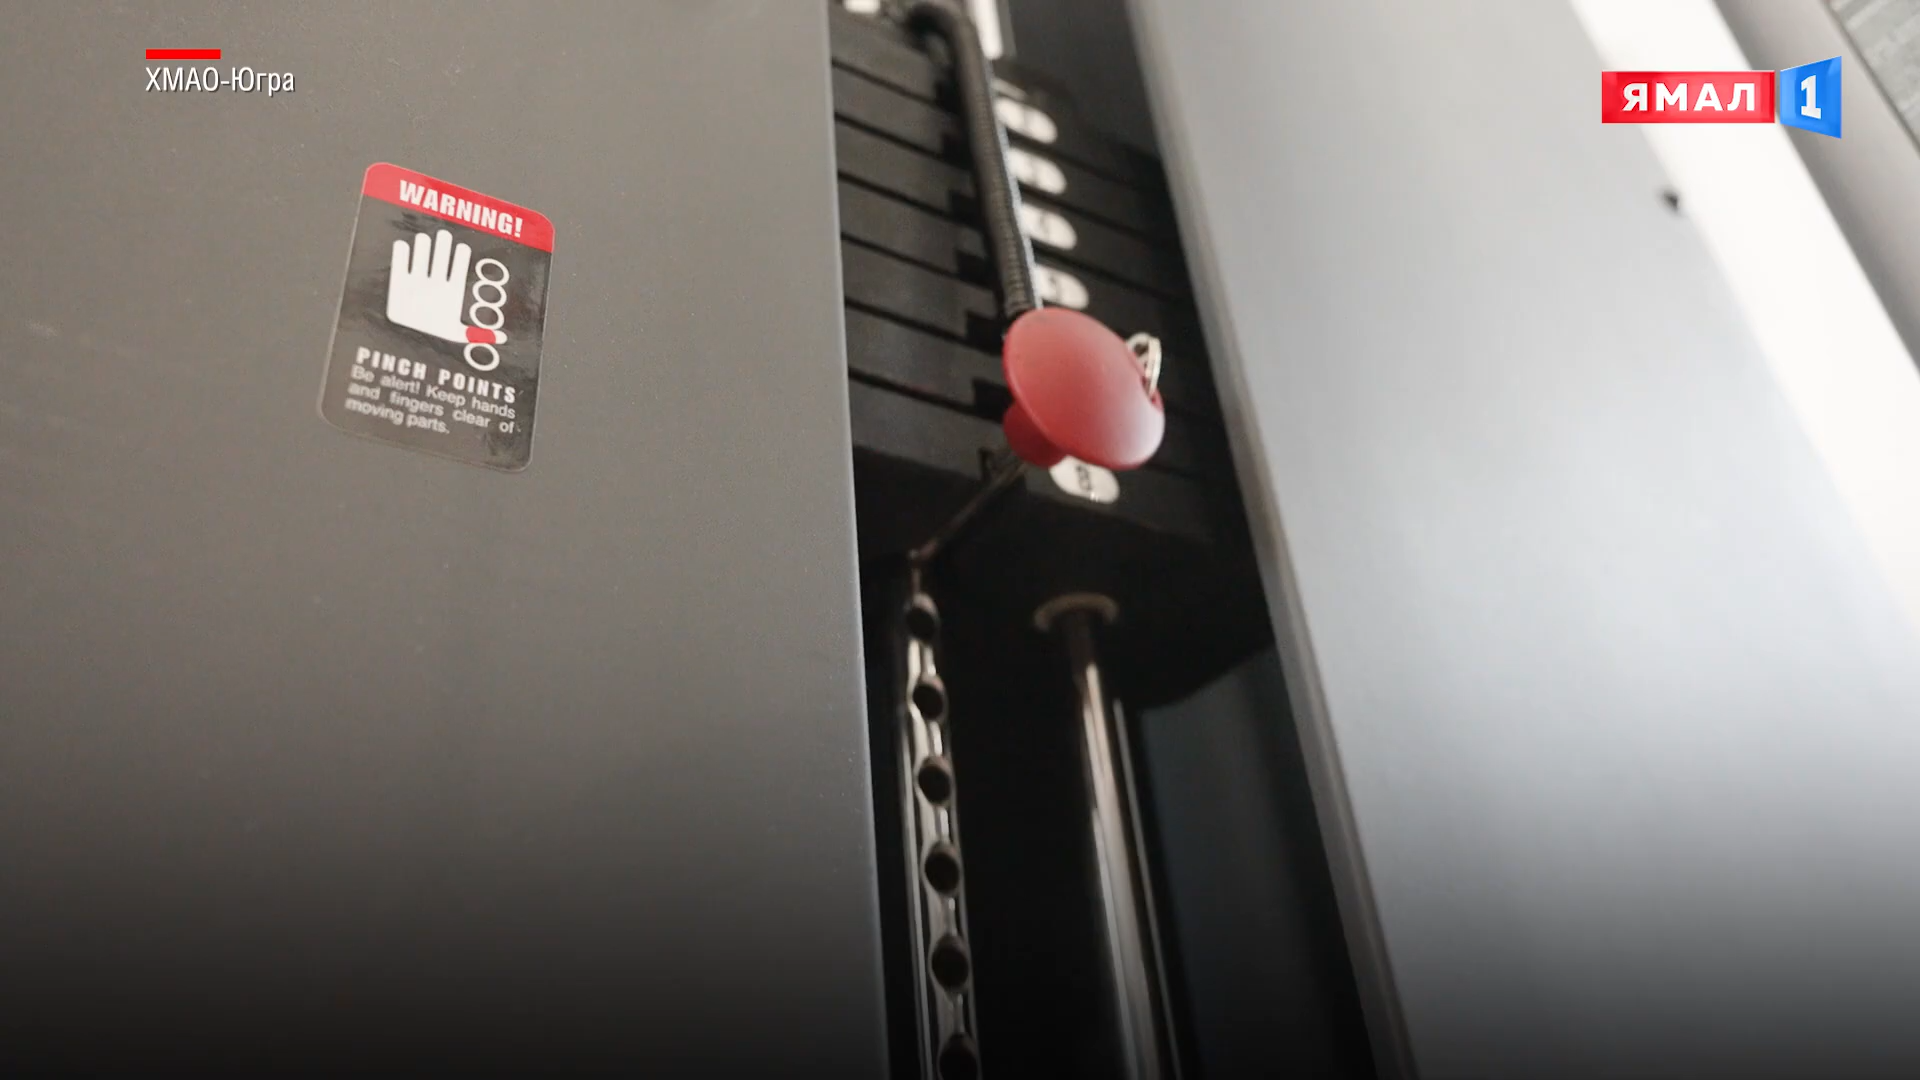 ХМАО-Югра
ЯМАЛ 1
WARNING!
PINCH POINTS
Be alert! Keep hands
and fingers clear of
moving parts.